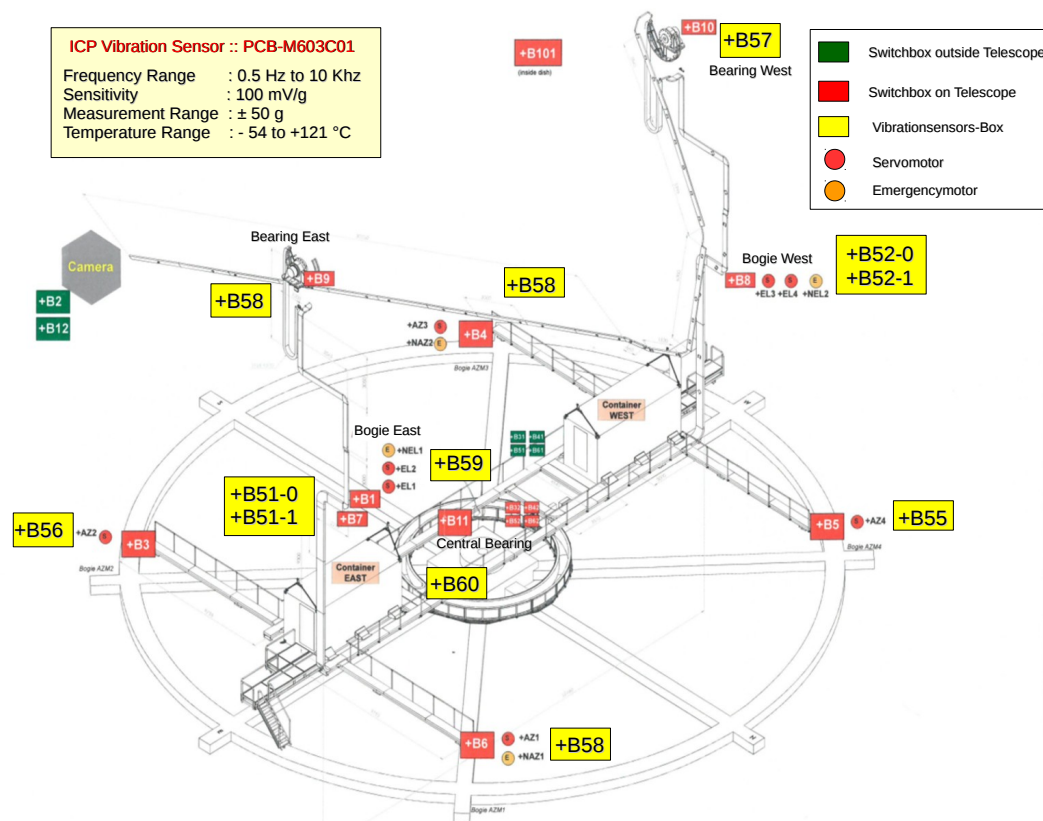 ICP Vibration Sensor :: PCB-M603C01
Frequency Range : 0.5 Hz to 10 Khz
Sensitivity : 100 mV/g
Measurement Range : ± 50 g
Temperature Range : - 54 to +121 °C
+B101
(inside dish)
+B10
+B57
Bearing West
Switchbox outside Telescope
Switchbox on Telescope
Vibrationsensors-Box
Servomotor
Emergencymotor
Camera
+B2
+B12
Bearing East
+B9
+B58
+B58
Bogie West
+B8
S
S
E
+EL3
+EL4
+NEL2
+B52-0
+B52-1
+AZ3
S
+NAZ2
E
+B4
Bogie AZM3
Container
WEST
Bogie East
E
+NEL1
S
+EL2
S
+EL1
+B59
+B31
+B41
+B51
+B61
+B51-0
+B51-1
+B1
+B7
+B11
Central Bearing
+B56
+AZ2
S
+B3
Bogie AZM2
+B5
S
+AZ4
+B55
Bogie AZM4
Container
EAST
+B60
+B6
S
+AZ1
E
+NAZ1
+B58
Bogie AZM1